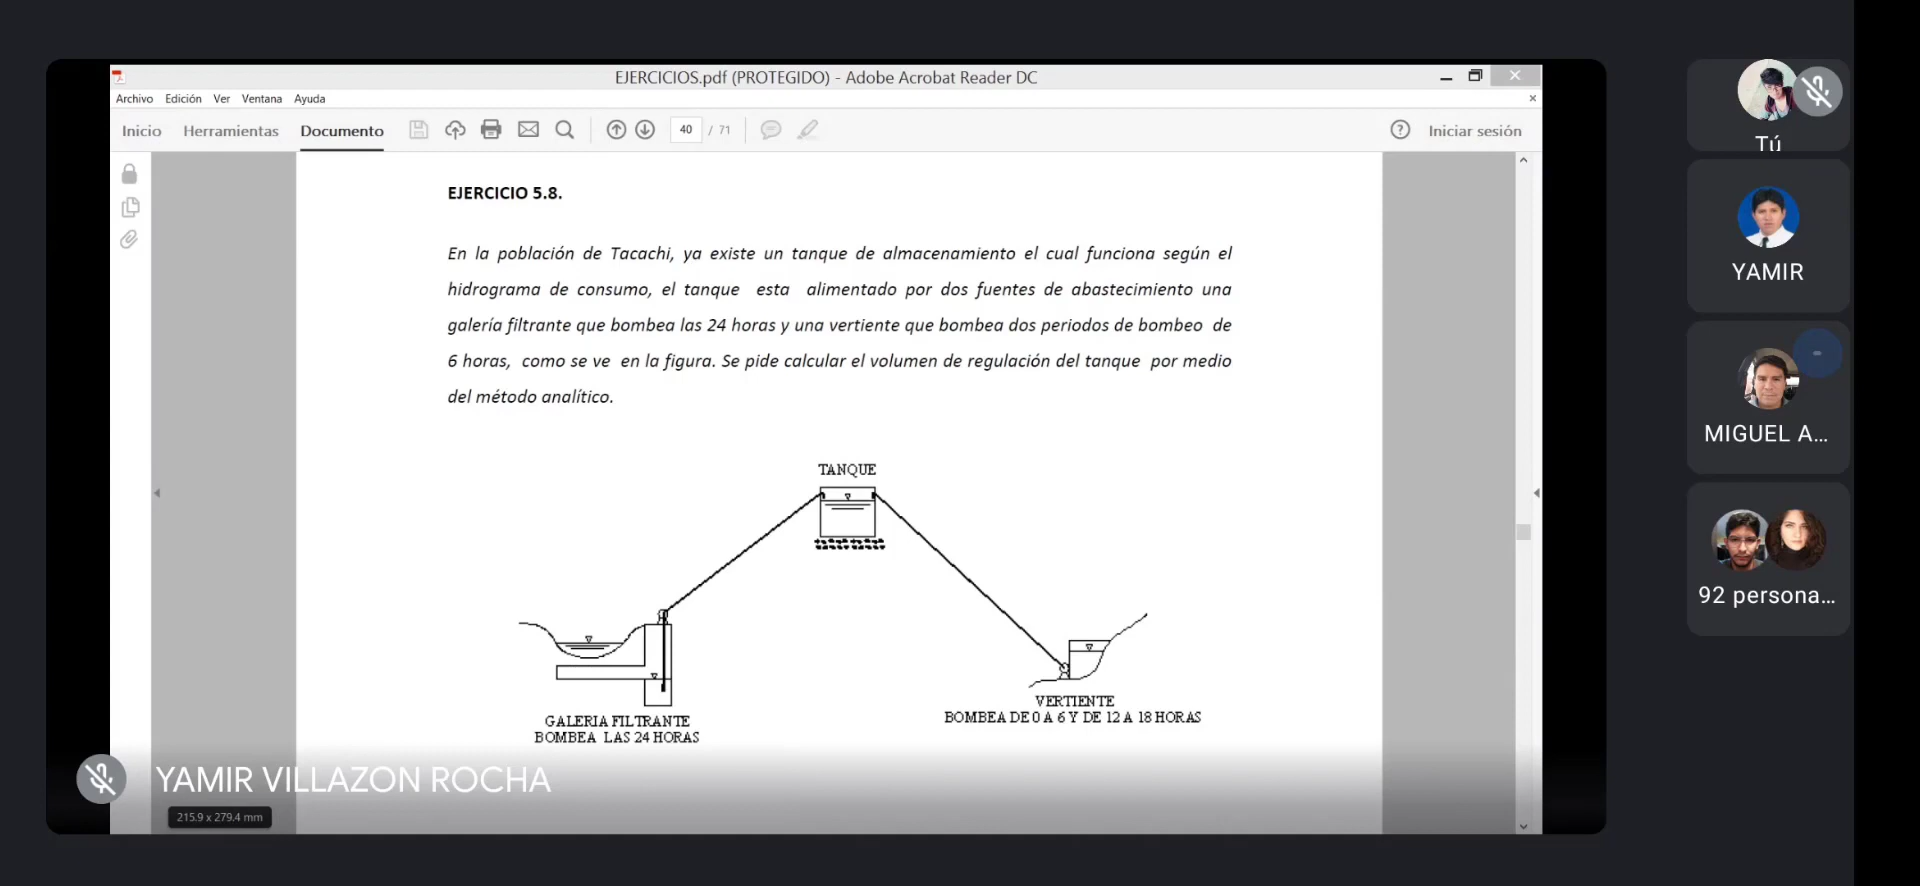 EJERCICIOS.pdf (PROTEGIDO) - Adobe Acrobat Reader DC
Archivo Edición Ver Ventana Ayuda
Inicio Herramientas Documento 40 / 71 Iniciar sesión
EJERCICIO 5.8.
En la población de Tacachi, ya existe un tanque de almacenamiento el cual funciona según el
hidrograma de consumo, el tanque esta alimentado por dos fuentes de abastecimiento una
galería filtrante que bombea las 24 horas y una vertiente que bombea dos periodos de bombeo de
6 horas, como se ve en la figura. Se pide calcular el volumen de regulación del tanque por medio
del método analítico.
TANQUE
GALERIA FILTRANTE
BOMBEA LAS 24 HORAS
VERTIENTE
BOMBEA DE 0 A 6 Y DE 12 A 18 HORAS
YAMIR VILLAZON ROCHA
215.9 x 279.4 mm
Tú
YAMIR
MIGUEL A...
92 persona...